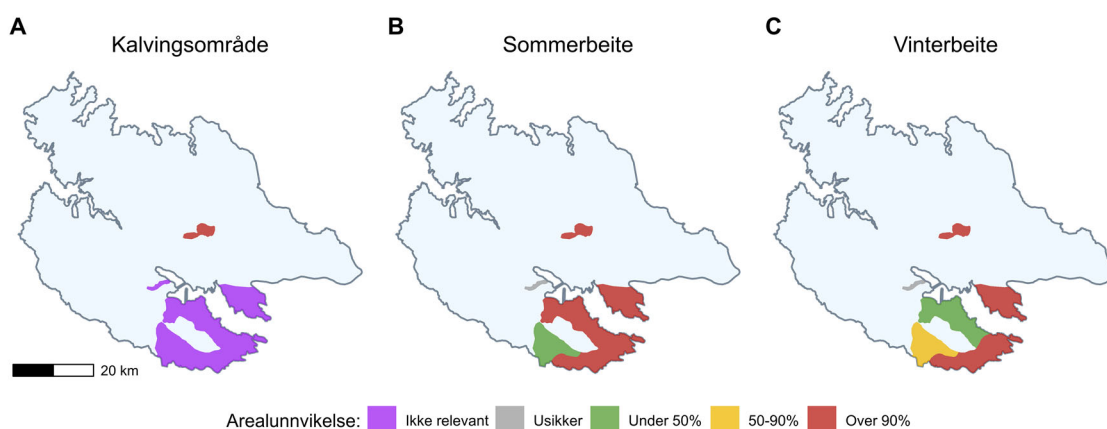 A
Kalvingsområde
B
Sommerbeite
C
Vinterbeite
20 km
Arealunnvikelse: Ikke relevant Usikker Under 50% 50-90% Over 90%